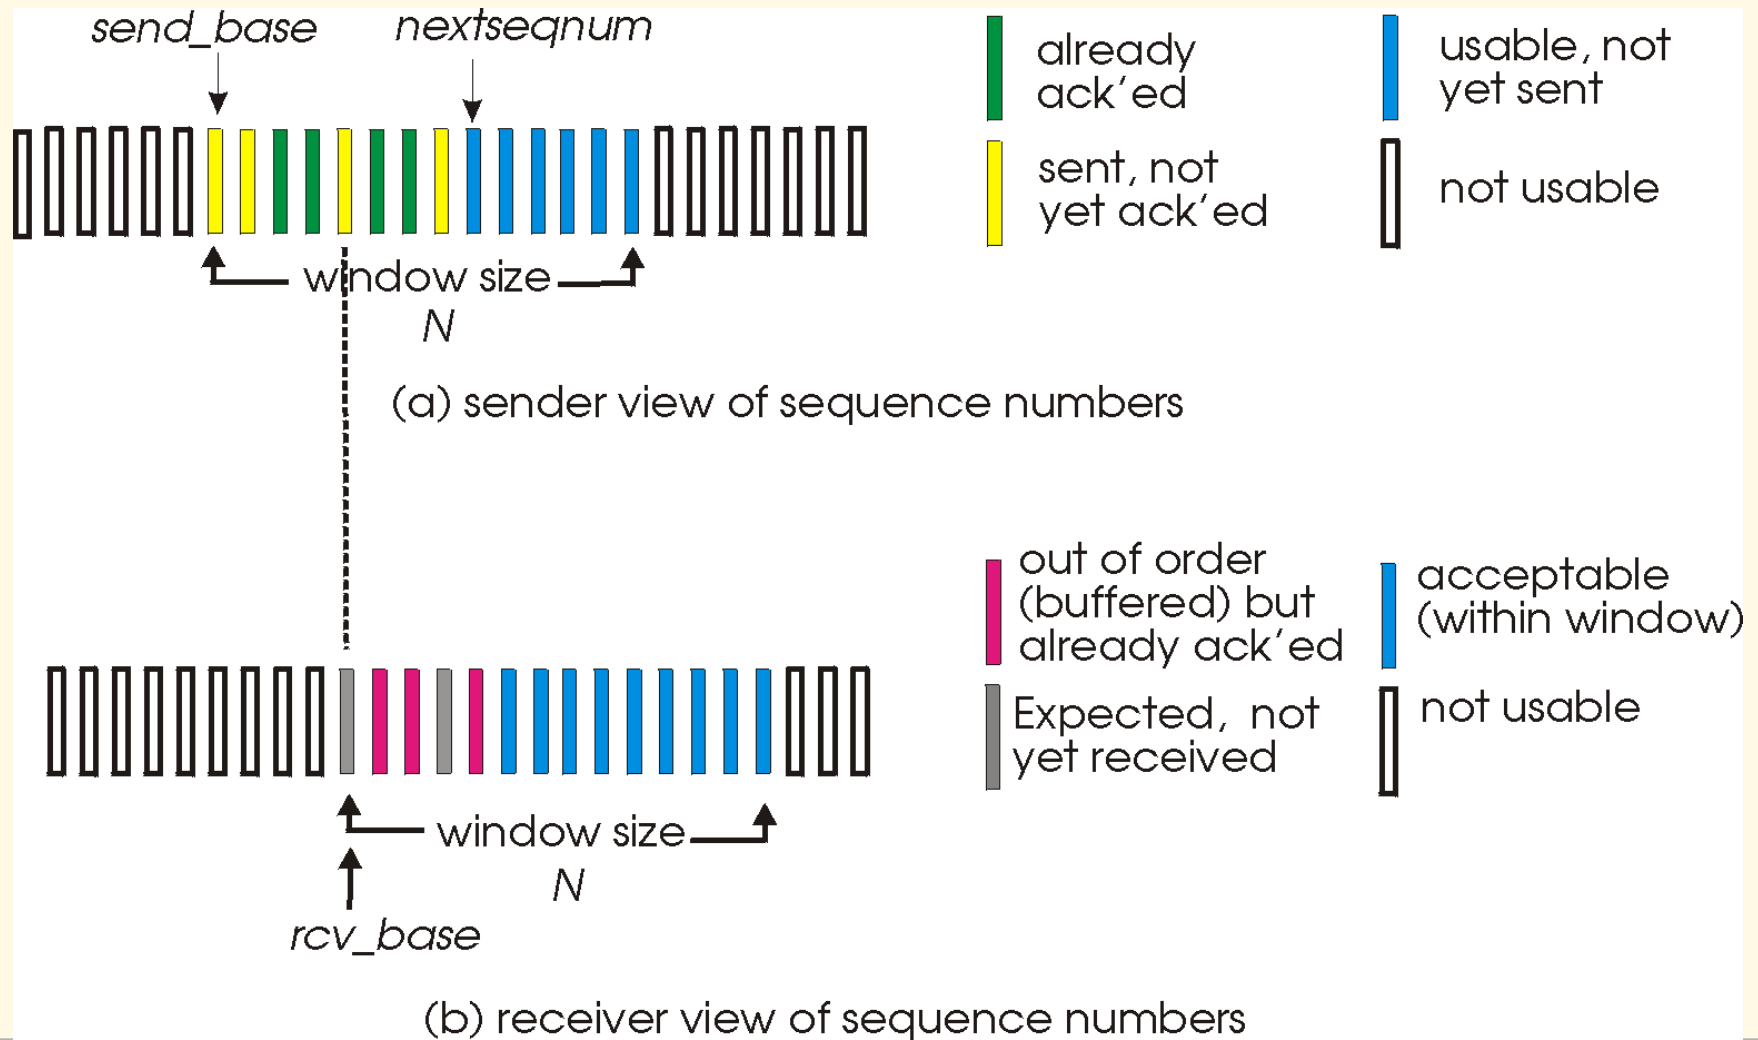 send_base
nextseqnum
already
ack’ed
usable, not
yet sent
sent, not
yet ack’ed
not usable
window size
N
(a) sender view of sequence numbers
out of order
(buffered) but
already ack’ed
acceptable
(within window)
Expected, not
yet received
not usable
window size
N
rcv_base
(b) receiver view of sequence numbers